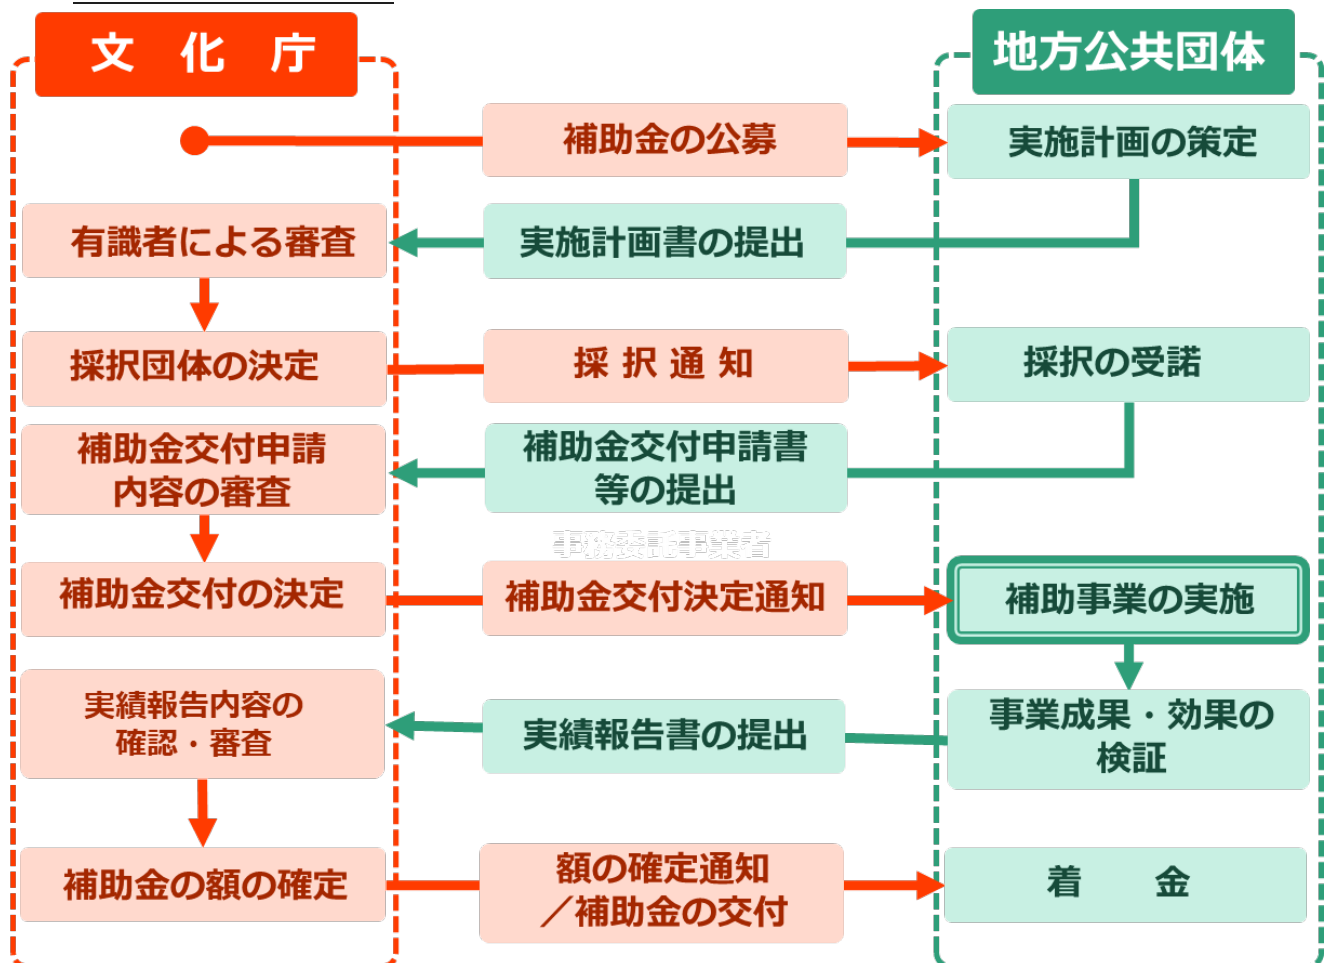 文化庁
地方公共団体
補助金の公募
実施計画の策定
有識者による審査
実施計画書の提出
採択団体の決定
採択通知
採択の受諾
補助金交付申請
内容の審査
補助金交付申請書
等の提出
事務委託事業者
補助金交付の決定
補助金交付決定通知
補助事業の実施
実績報告内容の
確認・審査
実績報告書の提出
事業成果・効果の
検証
補助金の額の確定
額の確定通知
／補助金の交付
着金